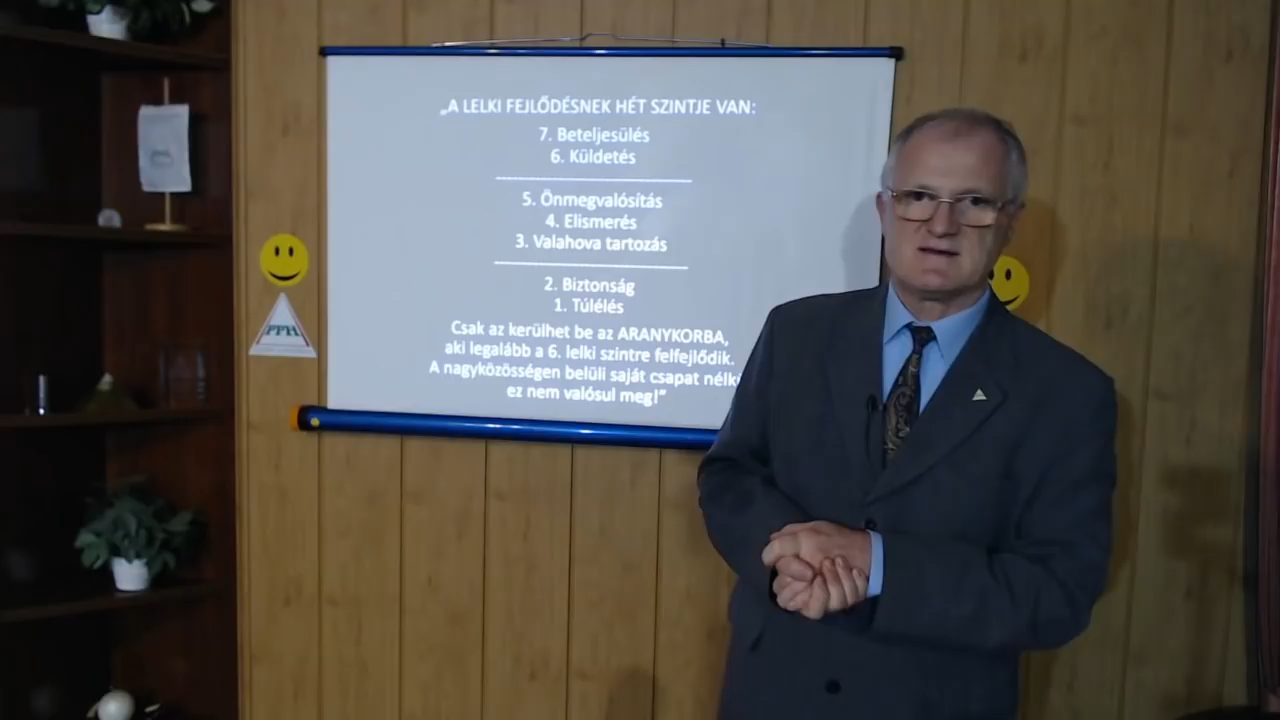 „A LELKI FEJLŐDÉSNEK HÉT SZINTJE VAN:
7. Beteljesülés
6. Küldetés
5. Önmegvalósítás
4. Elismerés
3. Valahova tartozás
2. Biztonság
1. Túlélés
Csak az kerülhet be az ARANYKORBA,
aki legalább a 6. lelki szintre felfejlődik.
A nagyközösségen belüli saját csapat
ez nem valósul meg!”
PPH